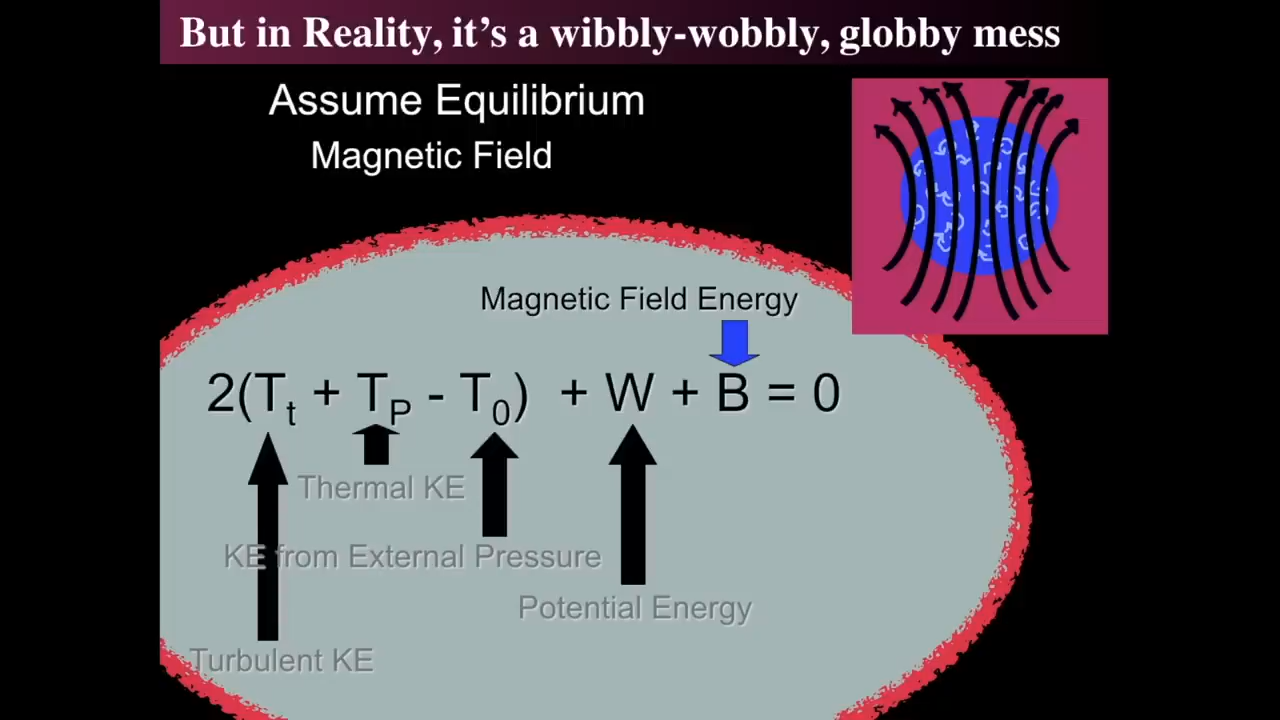 But in Reality, it's a wibbly-wobbly, globby mess
Assume Equilibrium
Magnetic Field
Magnetic Field Energy
2(Tt + TP - T0) + W + B = 0
Thermal KE
KE from External Pressure
Potential Energy
Turbulent KE